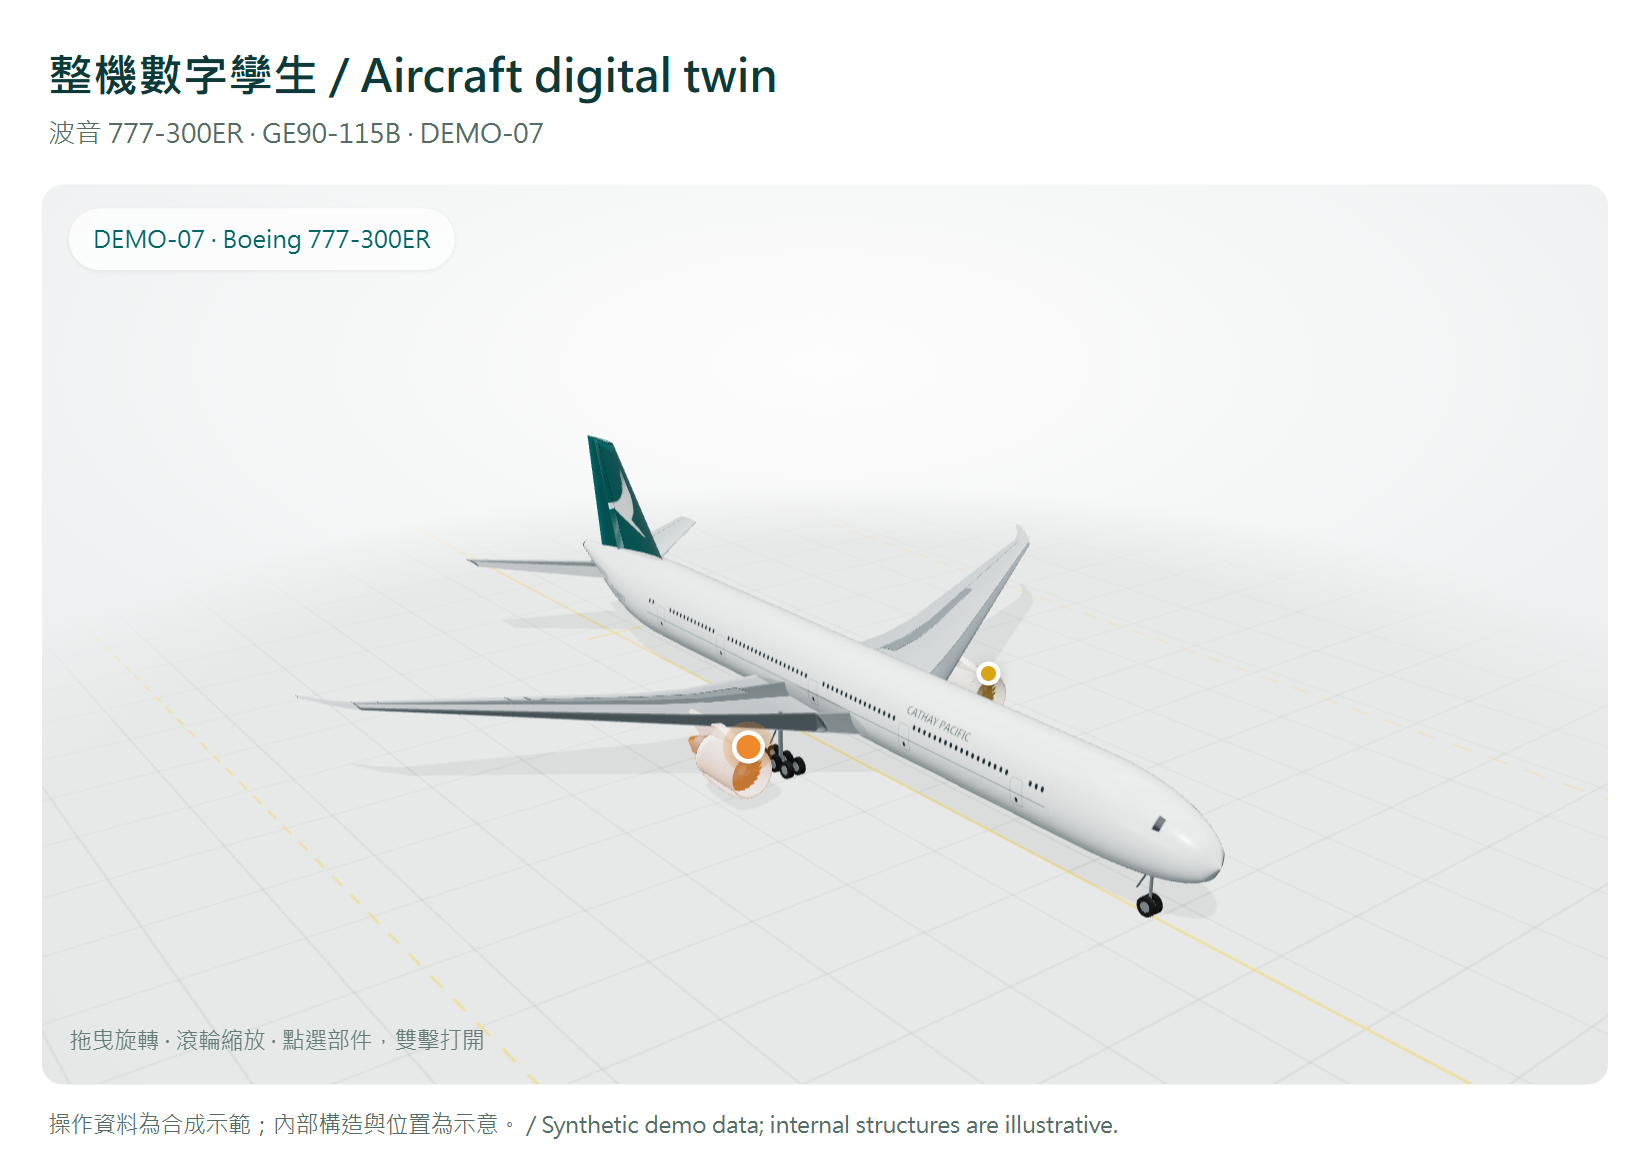 整機數字孿生 / Aircraft digital twin
波音 777-300ER · GE90-115B · DEMO-07
DEMO-07 · Boeing 777-300ER
CATHAY PACIFIC
拖曳旋轉 · 滾輪縮放 · 點選部件，雙擊打開
操作資料為合成示範；內部構造與位置為示意。 / Synthetic demo data; internal structures are illustrative.